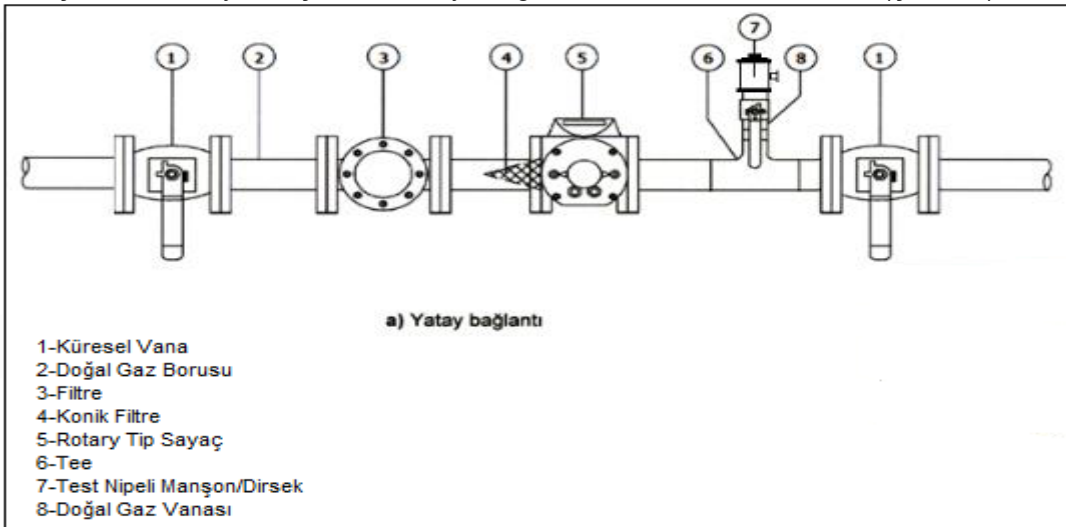 7
1 2 3 4 5 6 8 1
a) Yatay bağlantı
1-Küresel Vana
2-Doğal Gaz Borusu
3-Filtre
4-Konik Filtre
5-Rotary Tip Sayaç
6-Tee
7-Test Nipeli Manşon/Dirsek
8-Doğal Gaz Vanası